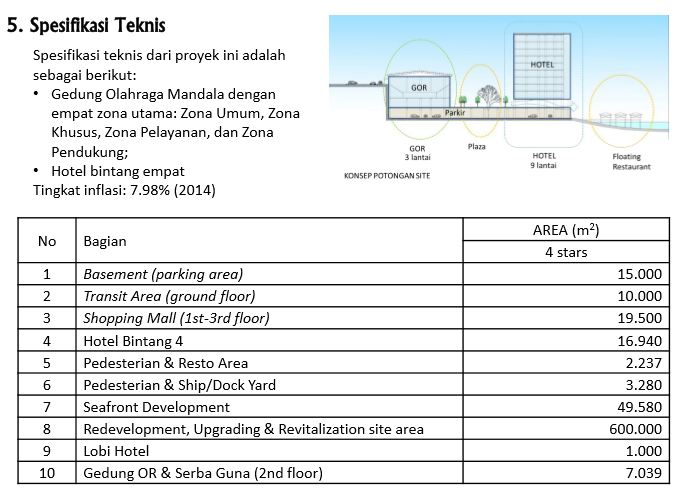 5. Spesifikasi Teknis
Spesifikasi teknis dari proyek ini adalah
sebagai berikut:
• Gedung Olahraga Mandala dengan
empat zona utama: Zona Umum, Zona
Khusus, Zona Pelayanan, dan Zona
Pendukung;
• Hotel bintang empat
Tingkat inflasi: 7.98% (2014)
HOTEL
GOR
Parkir
GOR
3 lantai
Plaza
HOTEL
9 lantai
Floating
Restaurant
KONSEP POTONGAN SITE
No Bagian AREA (m²)
4 stars
1 Basement (parking area) 15.000
2 Transit Area (ground floor) 10.000
3 Shopping Mall (1st-3rd floor) 19.500
4 Hotel Bintang 4 16.940
5 Pedesterian & Resto Area 2.237
6 Pedesterian & Ship/Dock Yard 3.280
7 Seafront Development 49.580
8 Redevelopment, Upgrading & Revitalization site area 600.000
9 Lobi Hotel 1.000
10 Gedung OR & Serba Guna (2nd floor) 7.039